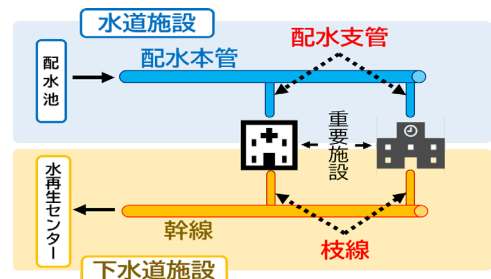 水道施設
配水支管
配水本管
配水池
重要施設
水再生センター
幹線
枝線
下水道施設